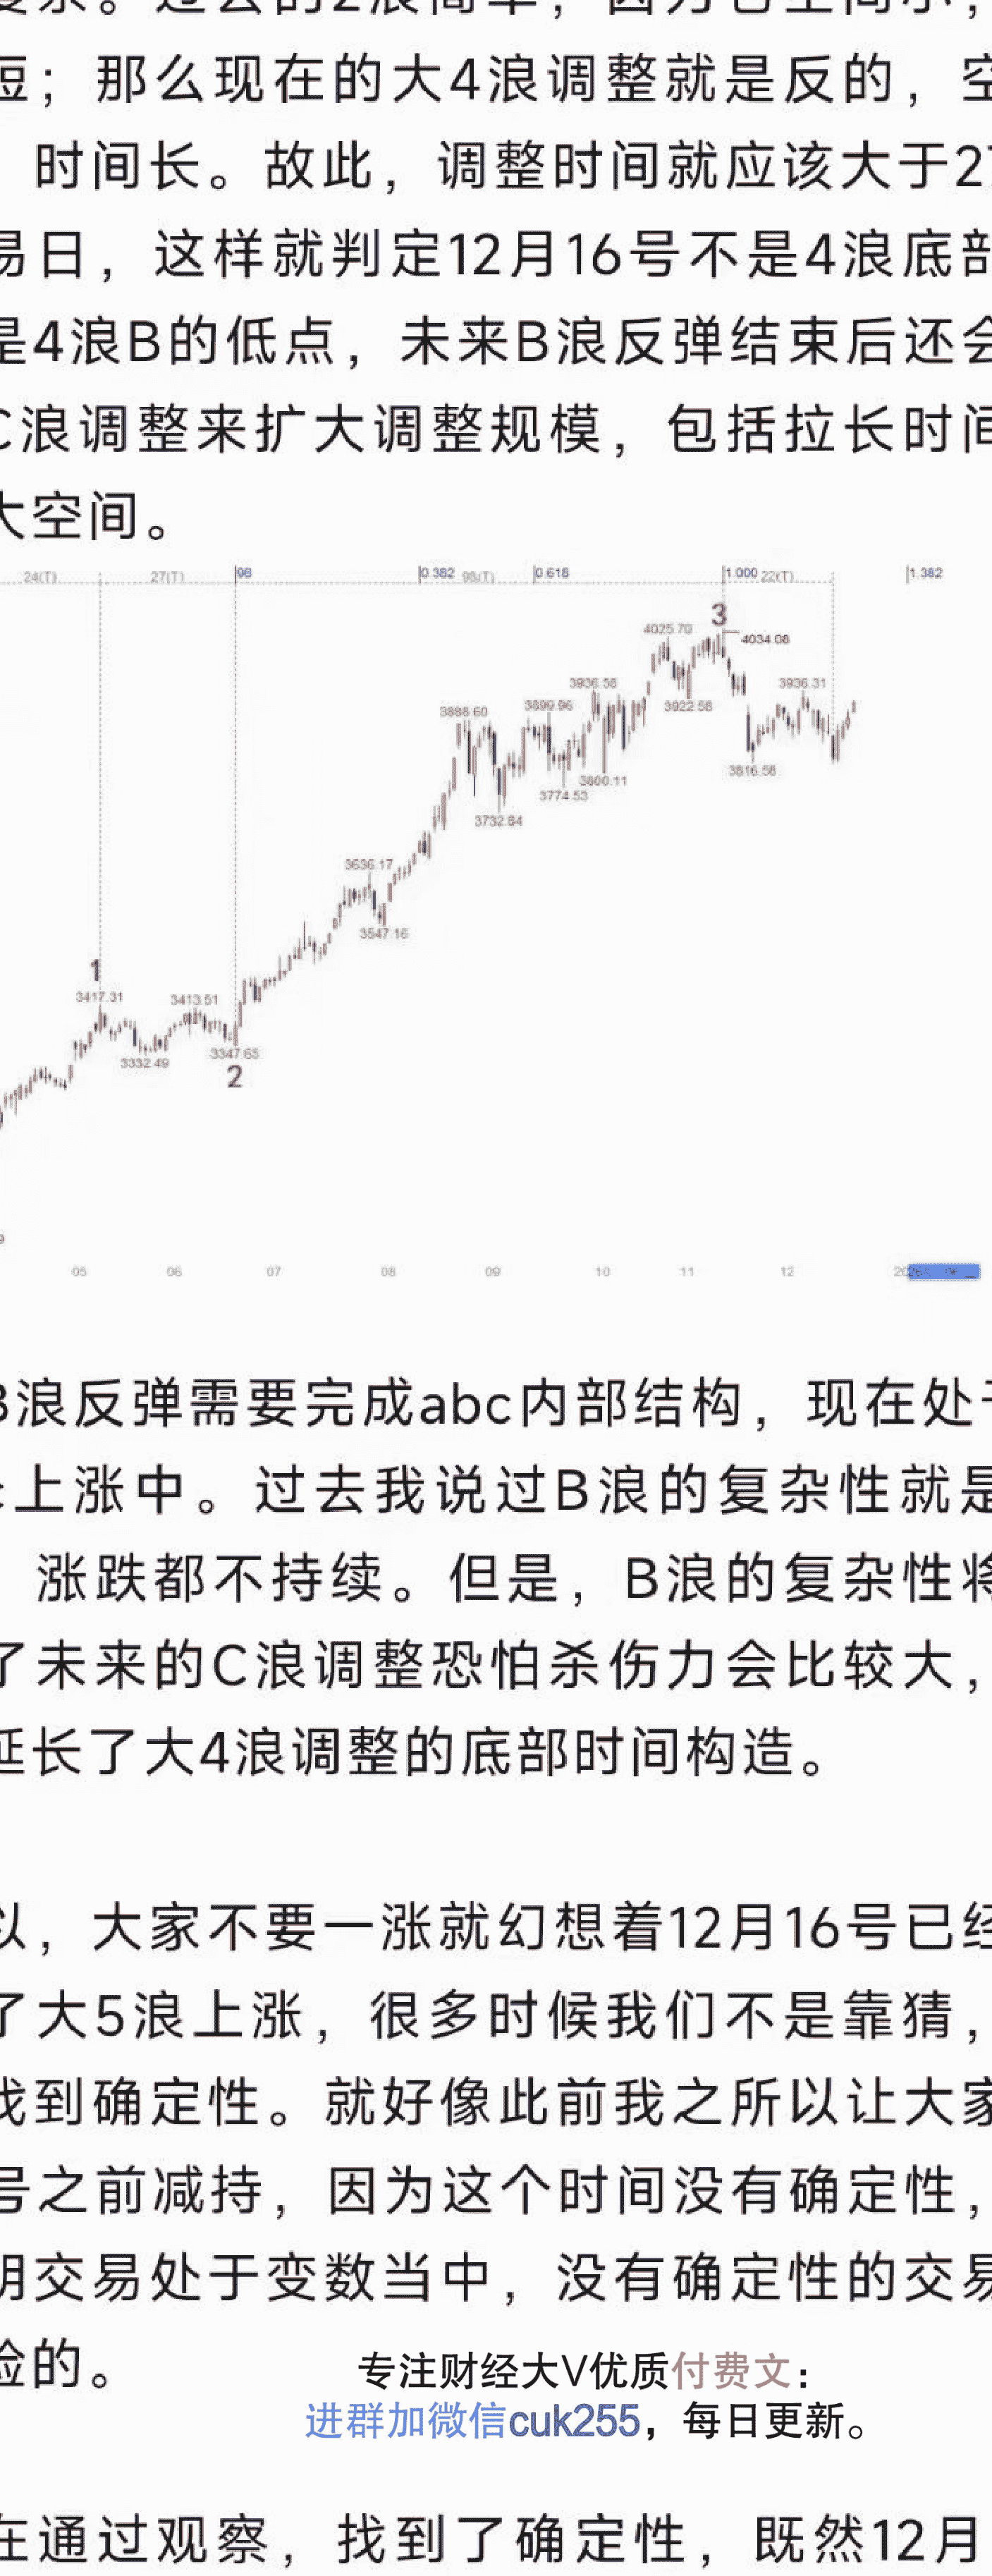 短；那么现在的大4浪调整就是反的，空
时间长。故此，调整时间就应该大于27
易日，这样就判定12月16号不是4浪底部
是4浪B的低点，未来B浪反弹结束后还会
C浪调整来扩大调整规模，包括拉长时间
大空间。
24(T) 27(T) 98 0.382 98(T) 0.618 1.000 22(T) 1.382
3
4025.70 4034.08
3936.58 3936.31
3888.60 3899.96 3922.58
3816.58
3800.11
3774.53
3732.84
3636.17
3547.16
1
3417.31 3413.51
3332.49 3347.65
2
05 06 07 08 09 10 11 12
B浪反弹需要完成abc内部结构，现在处于
上涨中。过去我说过B浪的复杂性就是
涨跌都不持续。但是，B浪的复杂性将
了未来的C浪调整恐怕杀伤力会比较大，
延长了大4浪调整的底部时间构造。
以，大家不要一涨就幻想着12月16号已经
了大5浪上涨，很多时候我们不是靠猜，
找到确定性。就好像此前我之所以让大家
号之前减持，因为这个时间没有确定性，
明交易处于变数当中，没有确定性的交易
险的。
专注财经大V优质付费文：
进群加微信cuk255，每日更新。
在通过观察，找到了确定性，既然12月